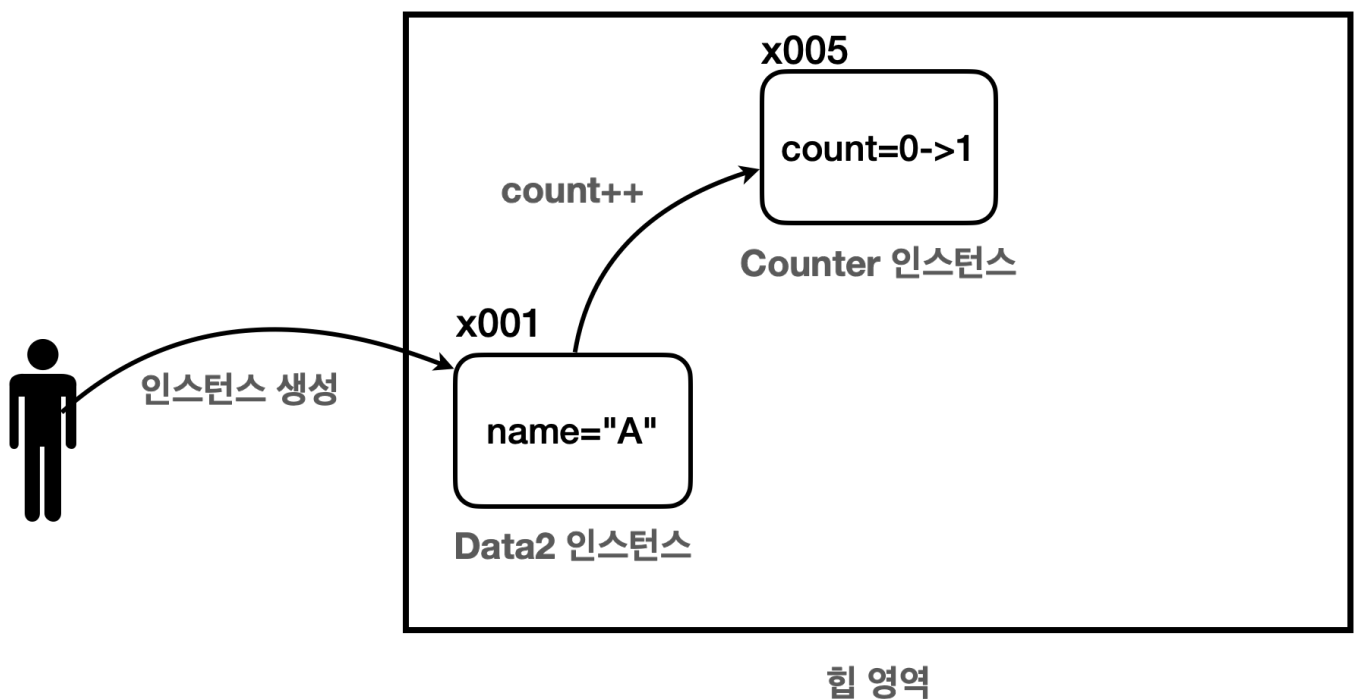 x005
count=0->1
count++
Counter 인스턴스
x001
인스턴스 생성
name="A"
Data2 인스턴스
힙 영역